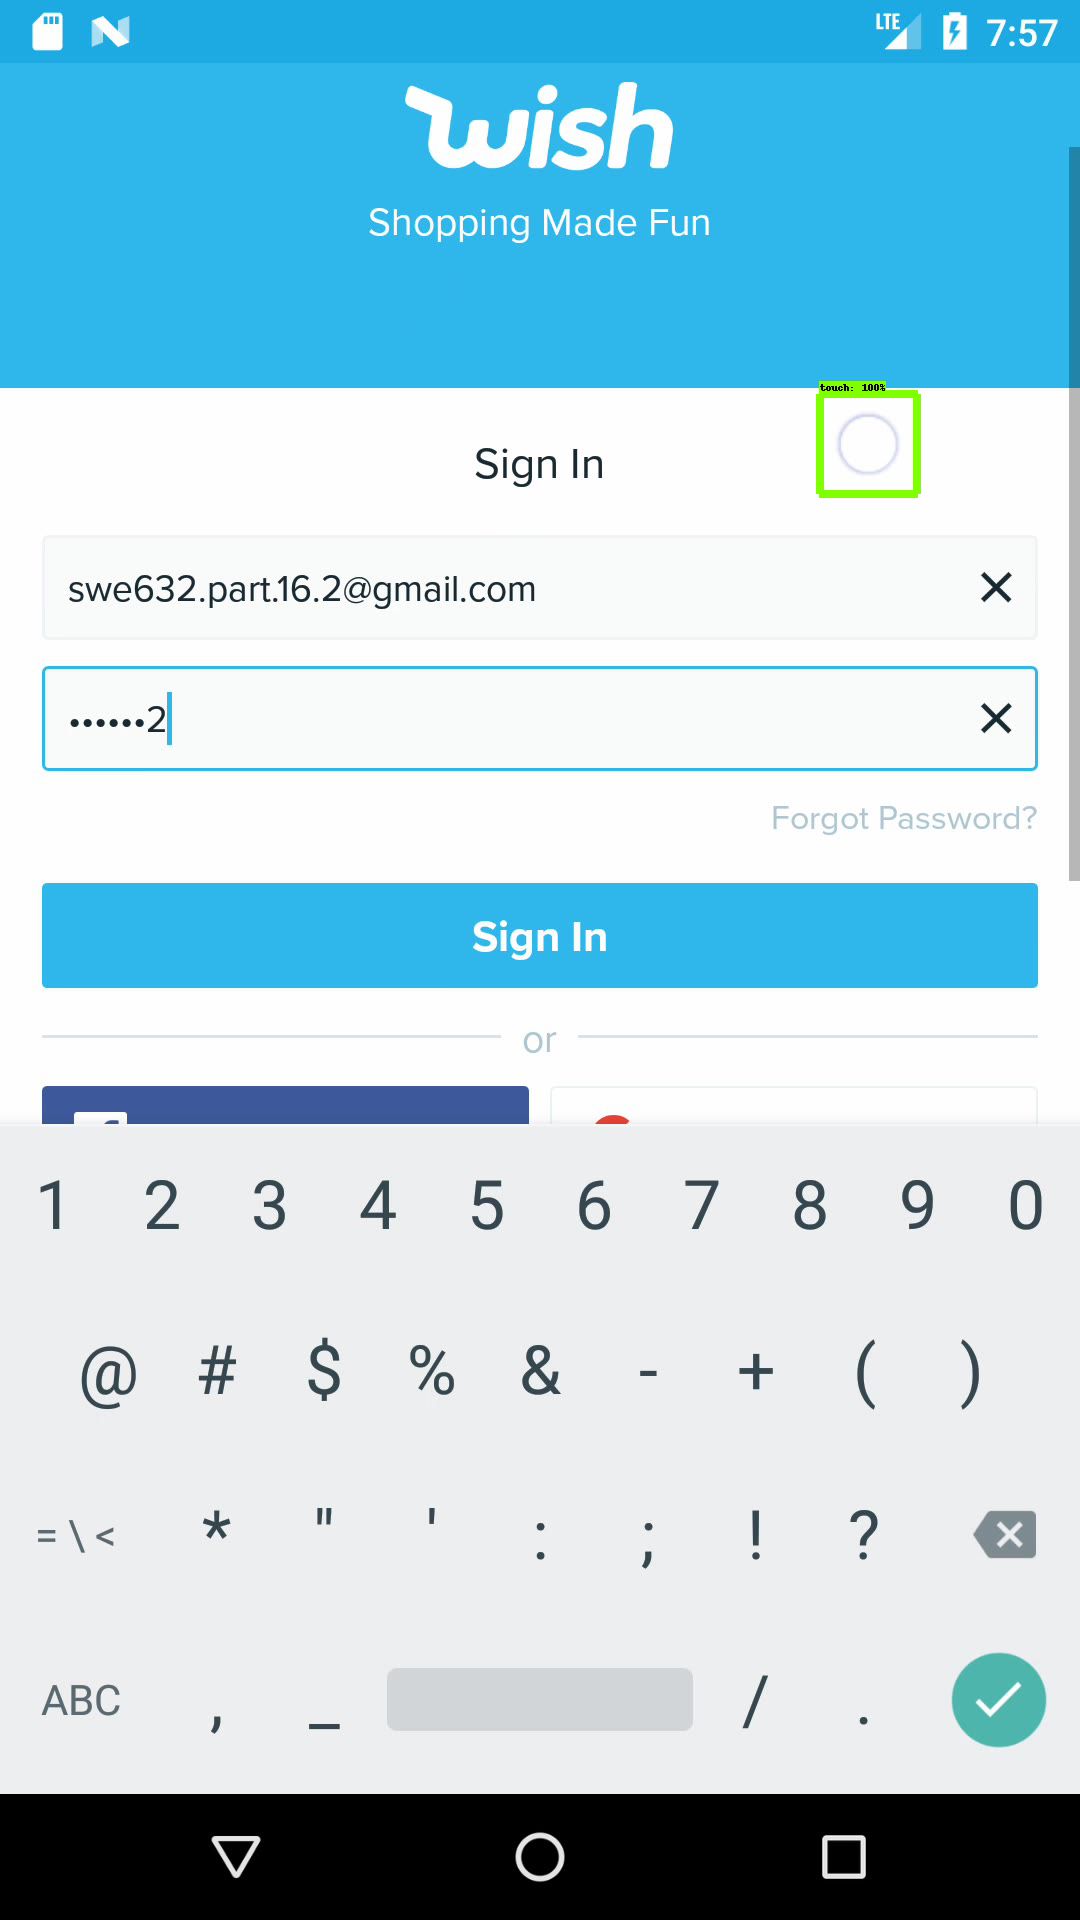 LTE 7:57
wish
Shopping Made Fun
touch: 100%
Sign In
swe632.part.16.2@gmail.com
••••••2
Forgot Password?
Sign In
or
1 2 3 4 5 6 7 8 9 0
@ # $ % & - + ( )
= \ < * " ' : ; ! ?
ABC , _ / .